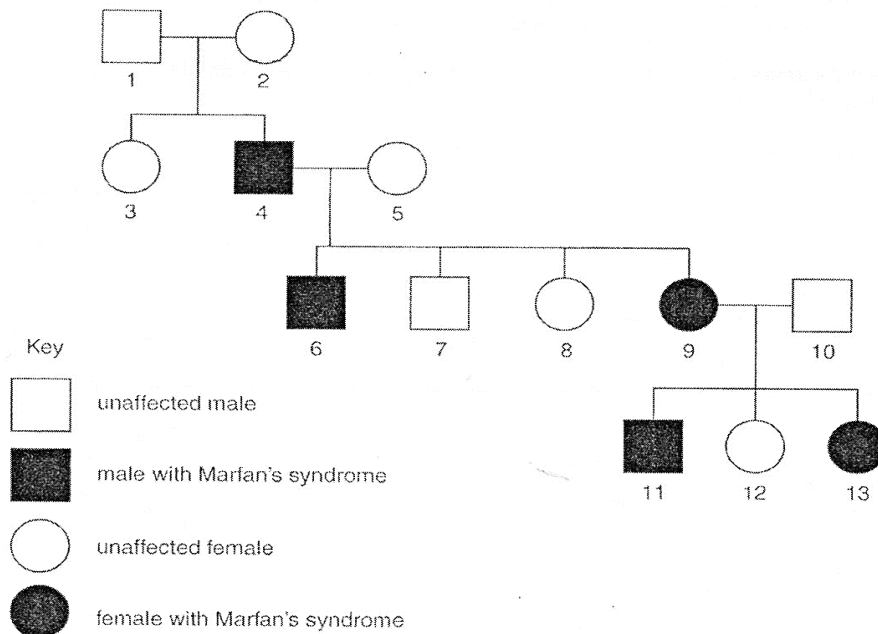 1 2
3 4 5
6 7 8 9 10
Key
unaffected male
11 12 13
male with Marfan's syndrome
unaffected female
female with Marfan's syndrome